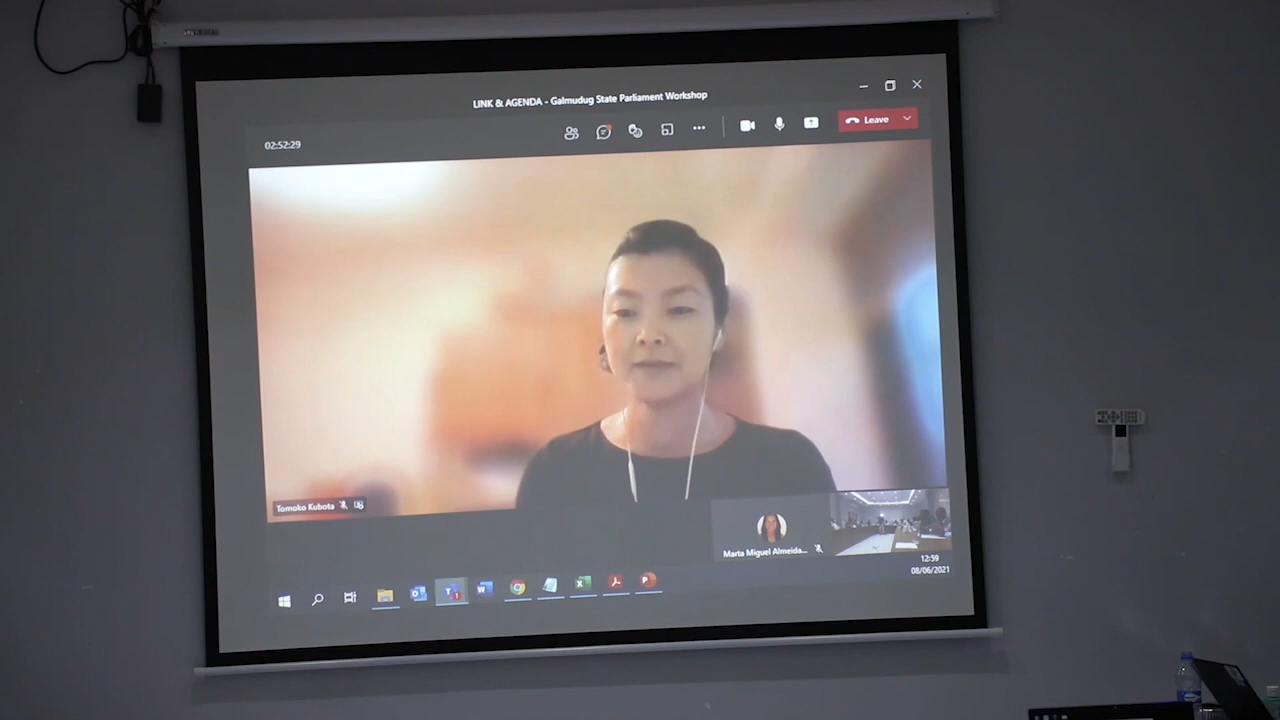 LINK & AGENDA - Galmudug State Parliament Workshop
02:52:29
Leave
Tomoko Kubota
Marta Miguel Almeida...
12:59
08/06/2021